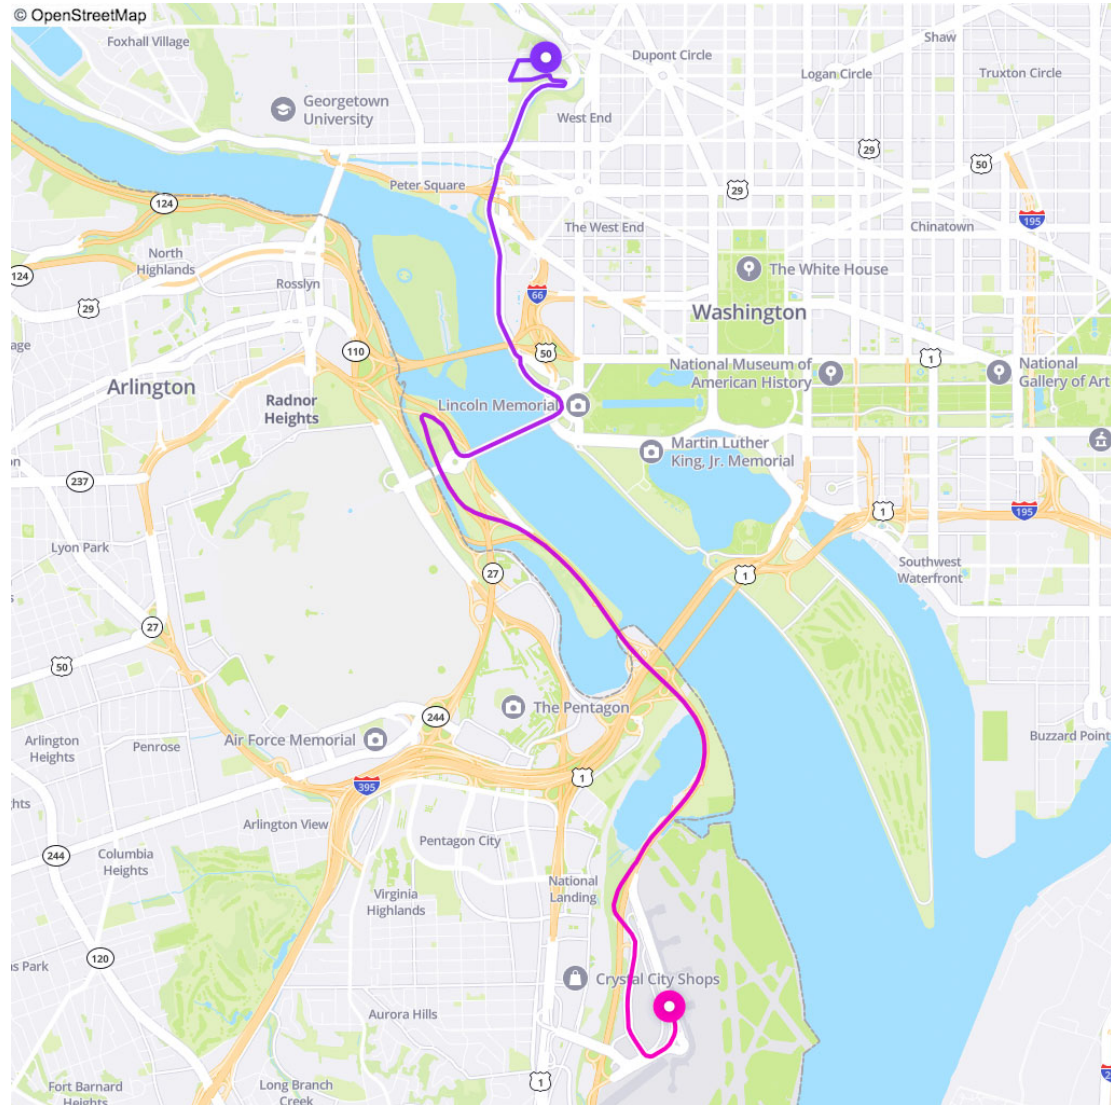 © OpenStreetMap
Foxhall Village
Shaw
Dupont Circle
Logan Circle
Truxton Circle
Georgetown
University
West End
29
50
Peter Square
29
124
195
The West End
Chinatown
North
Highlands
124
The White House
Rosslyn
66
29
Washington
110
50
1
National Museum of
American History
National
Gallery of Art
Arlington
Radnor
Heights
Lincoln Memorial
Martin Luther
King, Jr. Memorial
237
1
195
Lyon Park
Southwest
Waterfront
27
1
27
50
The Pentagon
244
Air Force Memorial
Arlington
Heights
Penrose
Buzzard Point
1
395
Arlington View
Pentagon City
244
Columbia
Heights
National
Landing
Virginia
Highlands
120
s Park
Crystal City Shops
Aurora Hills
1
Fort Barnard
Heights
Long Branch
Creek